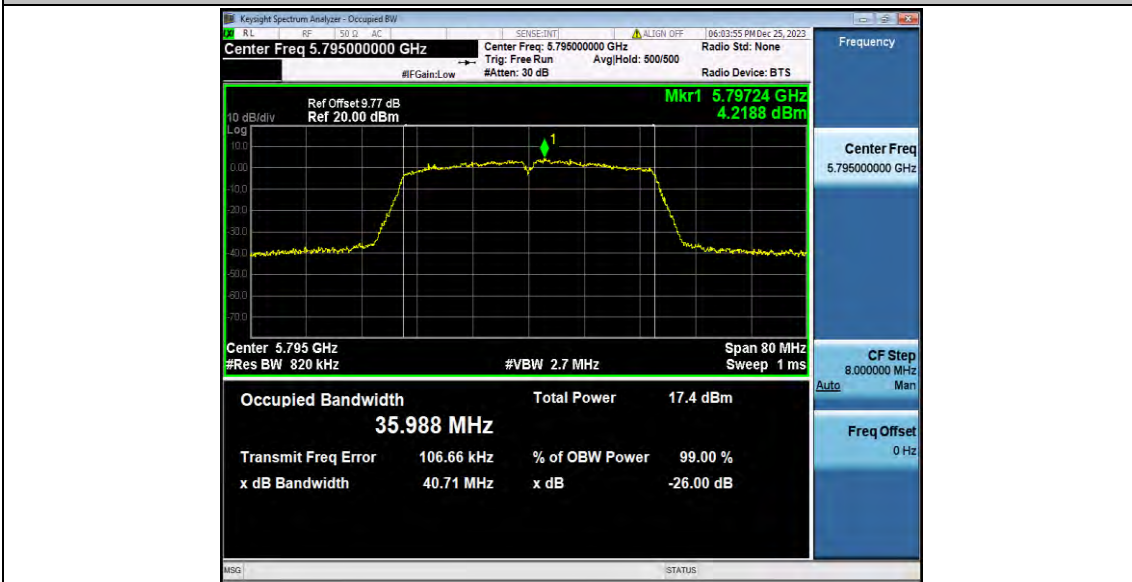 Keysight Spectrum Analyzer - Occupied BW
RL RF 50 Ω AC SENSE:INT ALIGN OFF 06:03:55 PM Dec 25, 2023
Center Freq 5.795000000 GHz Center Freq: 5.795000000 GHz Radio Std: None Frequency
Trig: Free Run Avg|Hold: 500/500
#IFGain:Low #Atten: 30 dB Radio Device: BTS
Mkr1 5.79724 GHz
Ref Offset 9.77 dB 4.2188 dBm
10 dB/div Ref 20.00 dBm
Log
1
10.0
0.00
-10.0
-20.0
-30.0
-40.0
-50.0
-60.0
-70.0
Center Freq
5.795000000 GHz
Center 5.795 GHz Span 80 MHz
#Res BW 820 kHz #VBW 2.7 MHz Sweep 1 ms
CF Step
8.000000 MHz
Auto Man
Occupied Bandwidth Total Power 17.4 dBm
35.988 MHz
Freq Offset
0 Hz
Transmit Freq Error 106.66 kHz % of OBW Power 99.00 %
x dB Bandwidth 40.71 MHz x dB -26.00 dB
MSG STATUS